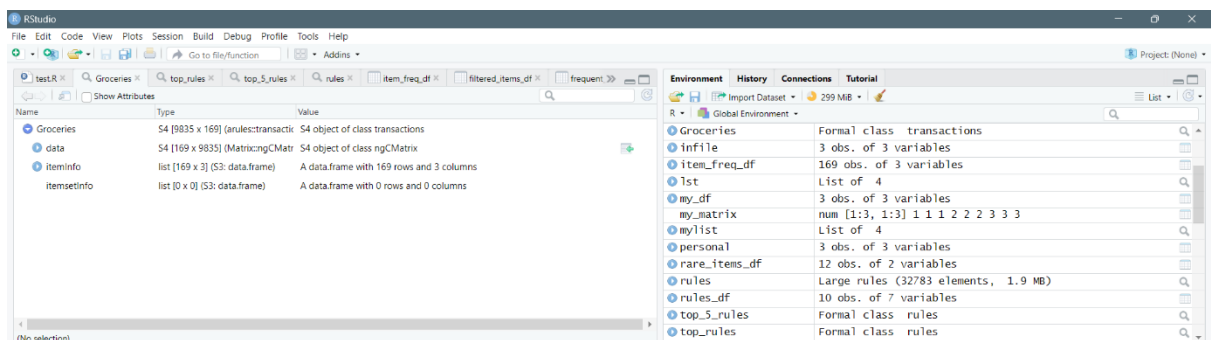 RStudio
File Edit Code View Plots Session Build Debug Profile Tools Help
Go to file/function Addins Project: (None)
test.R Groceries top_rules top_5_rules rules item_freq_df filtered_items_df frequent
Show Attributes
Name Type Value
Groceries S4 [9835 x 169] (arules::transactic S4 object of class transactions
data S4 [169 x 9835] (Matrix::ngCMatr S4 object of class ngCMatrix
itemInfo list [169 x 3] (S3: data.frame) A data.frame with 169 rows and 3 columns
itemsetInfo list [0 x 0] (S3: data.frame) A data.frame with 0 rows and 0 columns
(No selection)
Environment History Connections Tutorial
Import Dataset 299 MiB List
R Global Environment
Groceries Formal class transactions
infile 3 obs. of 3 variables
item_freq_df 169 obs. of 3 variables
lst List of 4
my_df 3 obs. of 3 variables
my_matrix num [1:3, 1:3] 1 1 1 2 2 2 3 3 3
mylist List of 4
personal 3 obs. of 3 variables
rare_items_df 12 obs. of 2 variables
rules Large rules (32783 elements, 1.9 MB)
rules_df 10 obs. of 7 variables
top_5_rules Formal class rules
top_rules Formal class rules